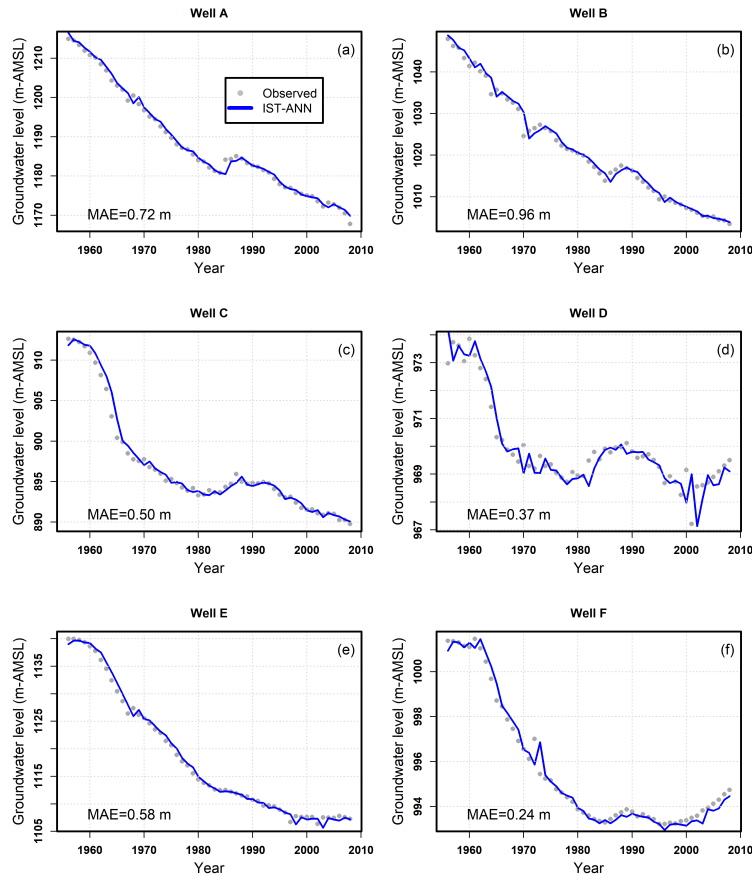 Well A
Groundwater level (m-AMSL)
1210
1200
1190
1180
1170
(a)
Observed
IST-ANN
MAE=0.72 m
1960 1970 1980 1990 2000 2010
Year
Well B
Groundwater level (m-AMSL)
1040
1030
1020
1010
(b)
MAE=0.96 m
1960 1970 1980 1990 2000 2010
Year
Well C
Groundwater level (m-AMSL)
910
905
900
895
890
(c)
MAE=0.50 m
1960 1970 1980 1990 2000 2010
Year
Well D
Groundwater level (m-AMSL)
973
971
969
967
(d)
MAE=0.37 m
1960 1970 1980 1990 2000 2010
Year
Well E
Groundwater level (m-AMSL)
1135
1125
1115
1105
(e)
MAE=0.58 m
1960 1970 1980 1990 2000 2010
Year
Well F
Groundwater level (m-AMSL)
1000
998
996
994
(f)
MAE=0.24 m
1960 1970 1980 1990 2000 2010
Year